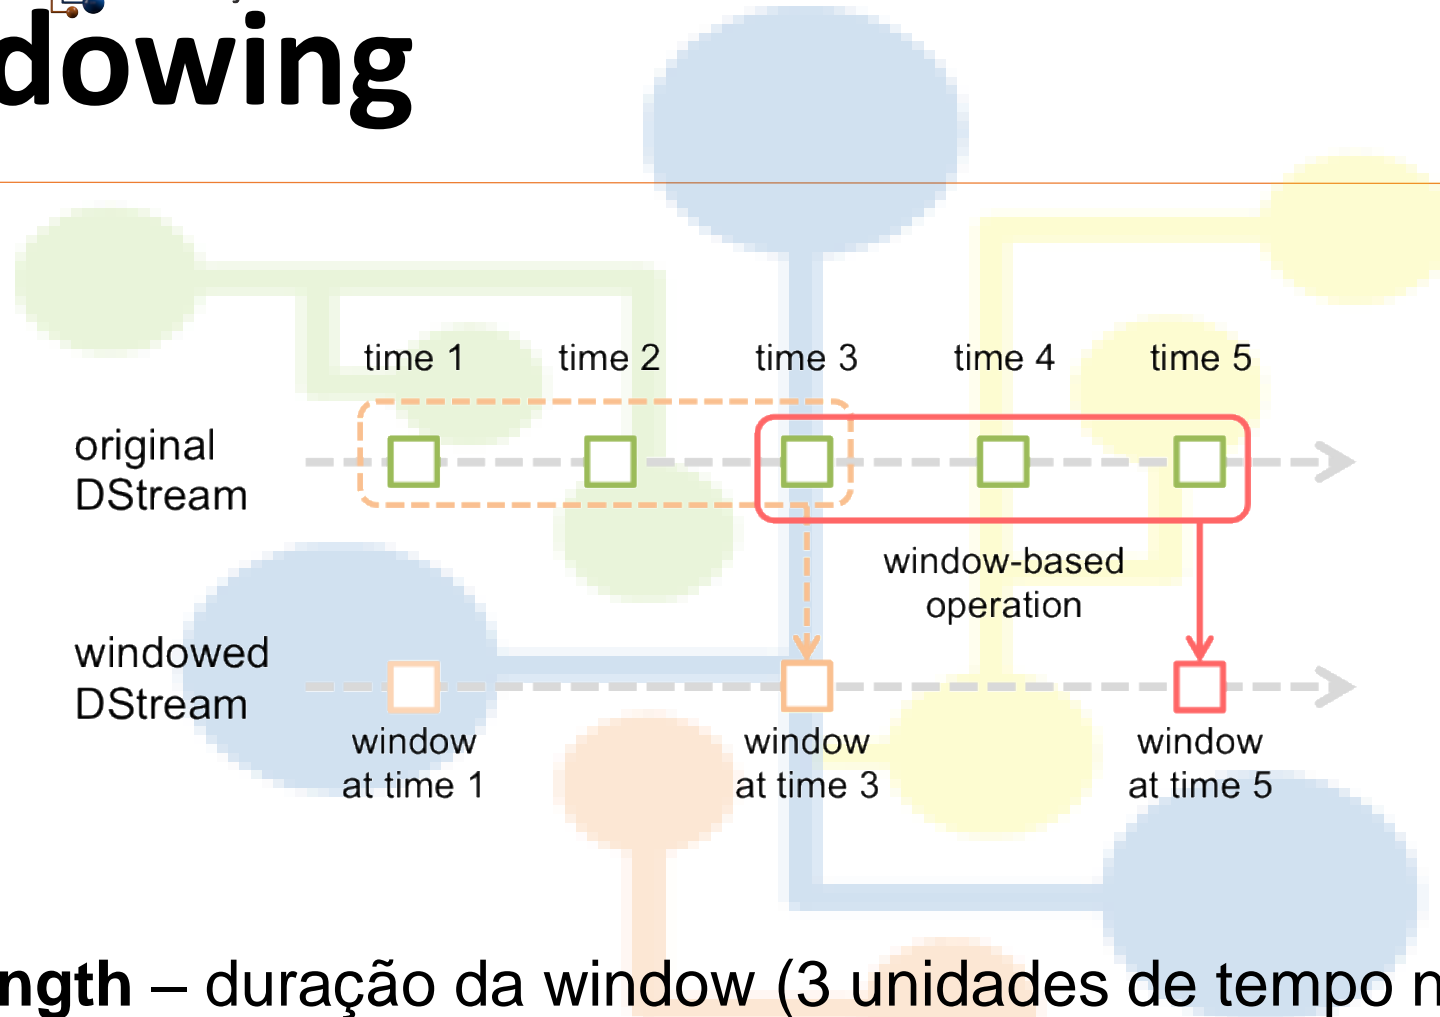 dowing
time 1 time 2 time 3 time 4 time 5
original
DStream
window-based
operation
windowed
DStream
window window window
at time 1 at time 3 at time 5
ngth – duração da window (3 unidades de tempo n